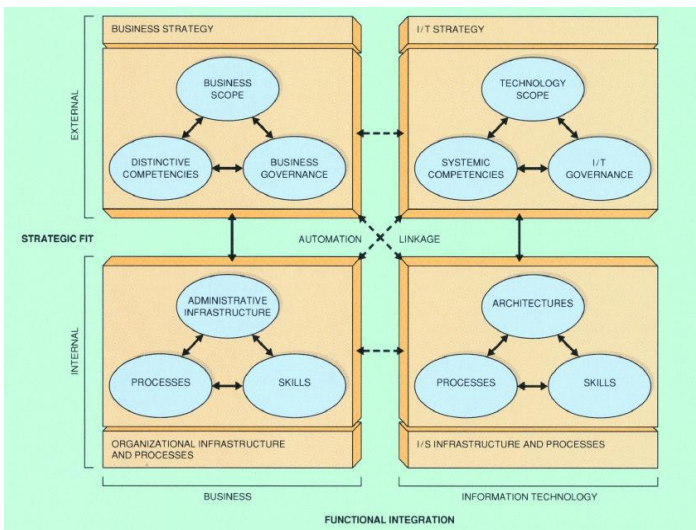 BUSINESS STRATEGY
I/T STRATEGY
EXTERNAL
BUSINESS
SCOPE
DISTINCTIVE
COMPETENCIES
BUSINESS
GOVERNANCE
TECHNOLOGY
SCOPE
SYSTEMIC
COMPETENCIES
I/T
GOVERNANCE
STRATEGIC FIT
AUTOMATION
LINKAGE
INTERNAL
ADMINISTRATIVE
INFRASTRUCTURE
PROCESSES
SKILLS
ARCHITECTURES
PROCESSES
SKILLS
ORGANIZATIONAL INFRASTRUCTURE
AND PROCESSES
I/S INFRASTRUCTURE AND PROCESSES
BUSINESS
INFORMATION TECHNOLOGY
FUNCTIONAL INTEGRATION